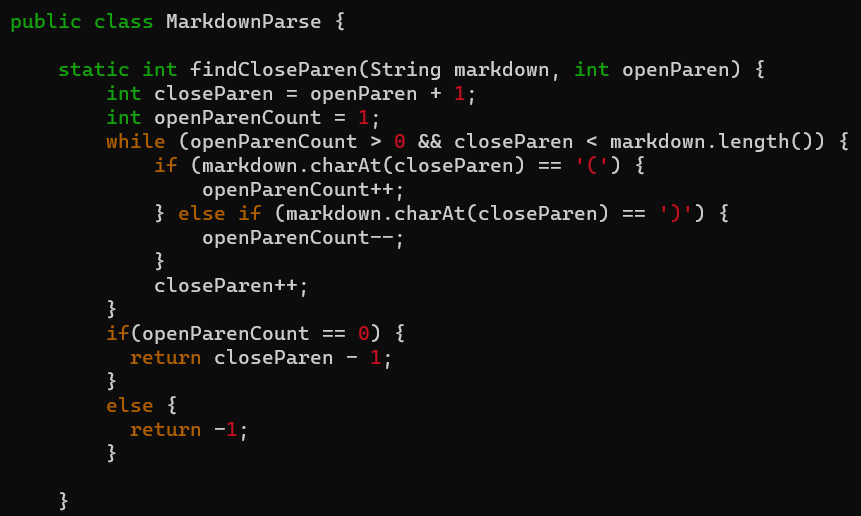 public class MarkdownParse {

    static int findCloseParen(String markdown, int openParen) {
        int closeParen = openParen + 1;
        int openParenCount = 1;
        while (openParenCount > 0 && closeParen < markdown.length()) {
            if (markdown.charAt(closeParen) == '(') {
                openParenCount++;
            } else if (markdown.charAt(closeParen) == ')') {
                openParenCount--;
            }
            closeParen++;
        }
        if(openParenCount == 0) {
          return closeParen - 1;
        }
        else {
          return -1;
        }

    }